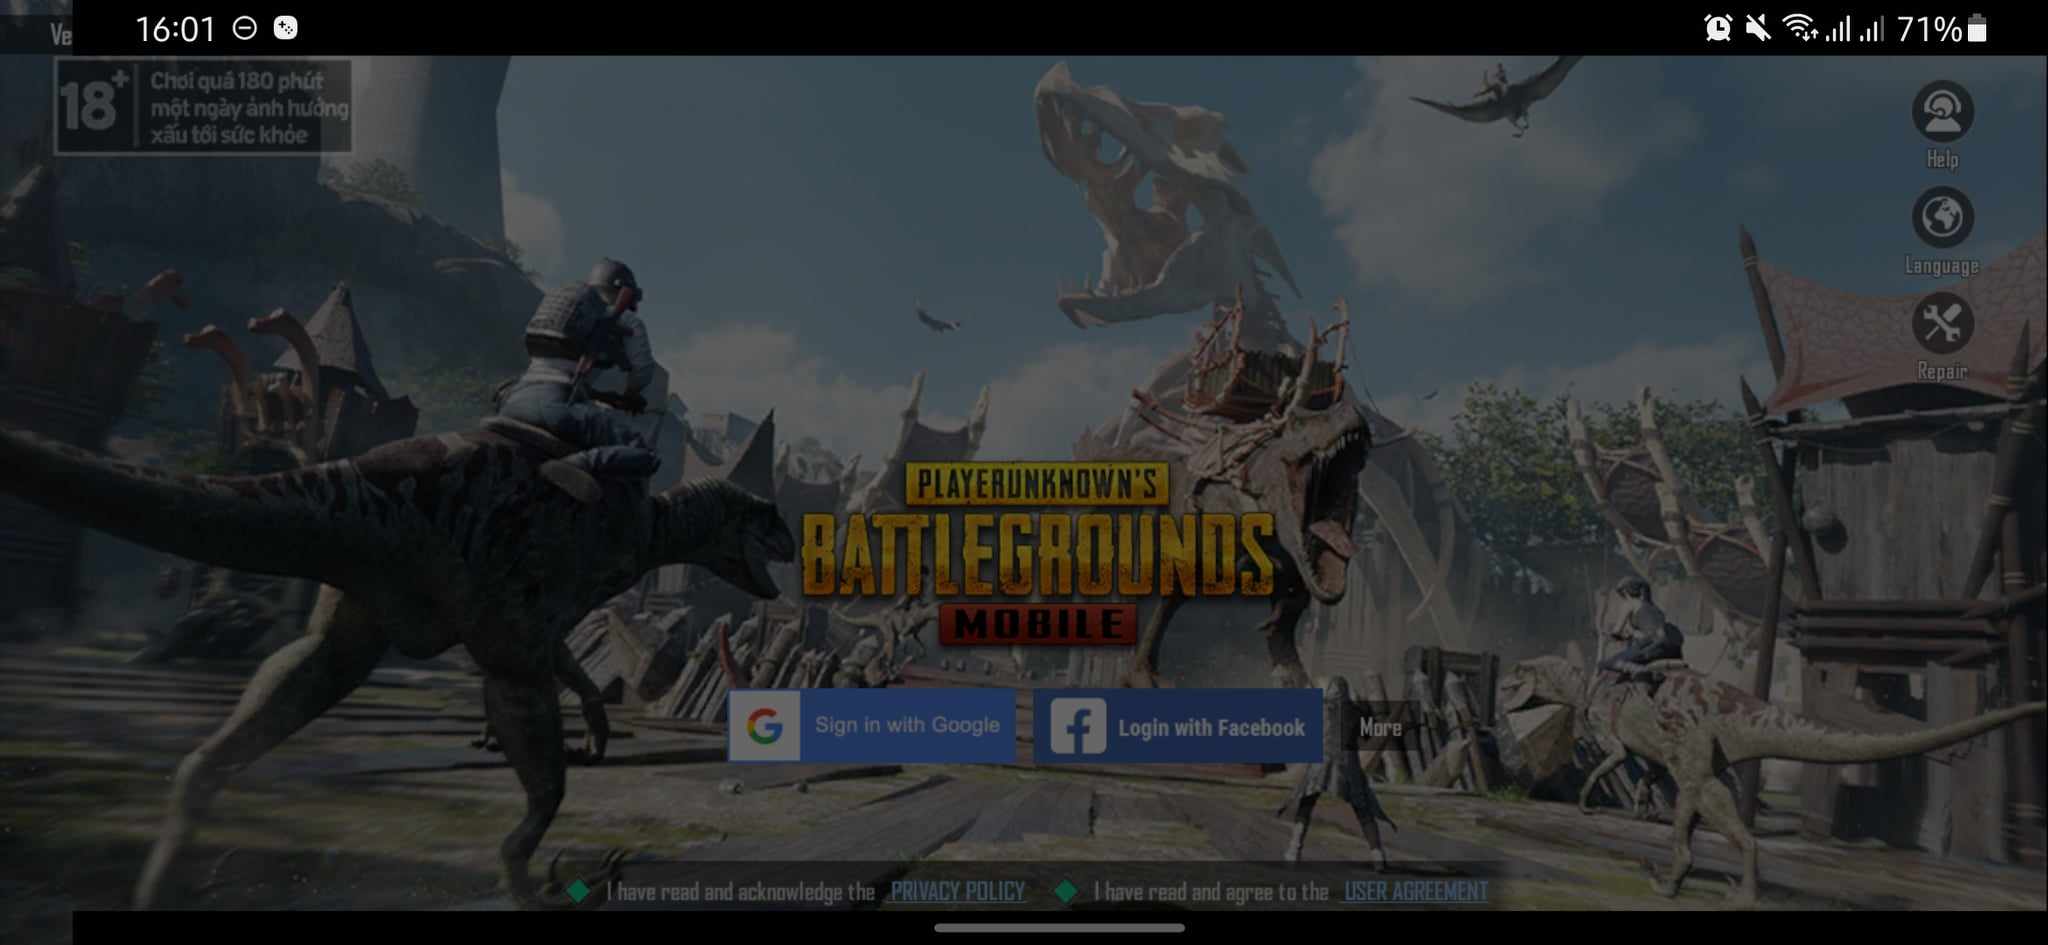 Ve
16:01
71%
18+
Chơi quá 180 phút
một ngày ảnh hưởng
xấu tới sức khỏe
Help
Language
Repair
PLAYERUNKNOWN'S
BATTLEGROUNDS
MOBILE
Sign in with Google
Login with Facebook
More
I have read and acknowledge the PRIVACY POLICY
I have read and agree to the USER AGREEMENT